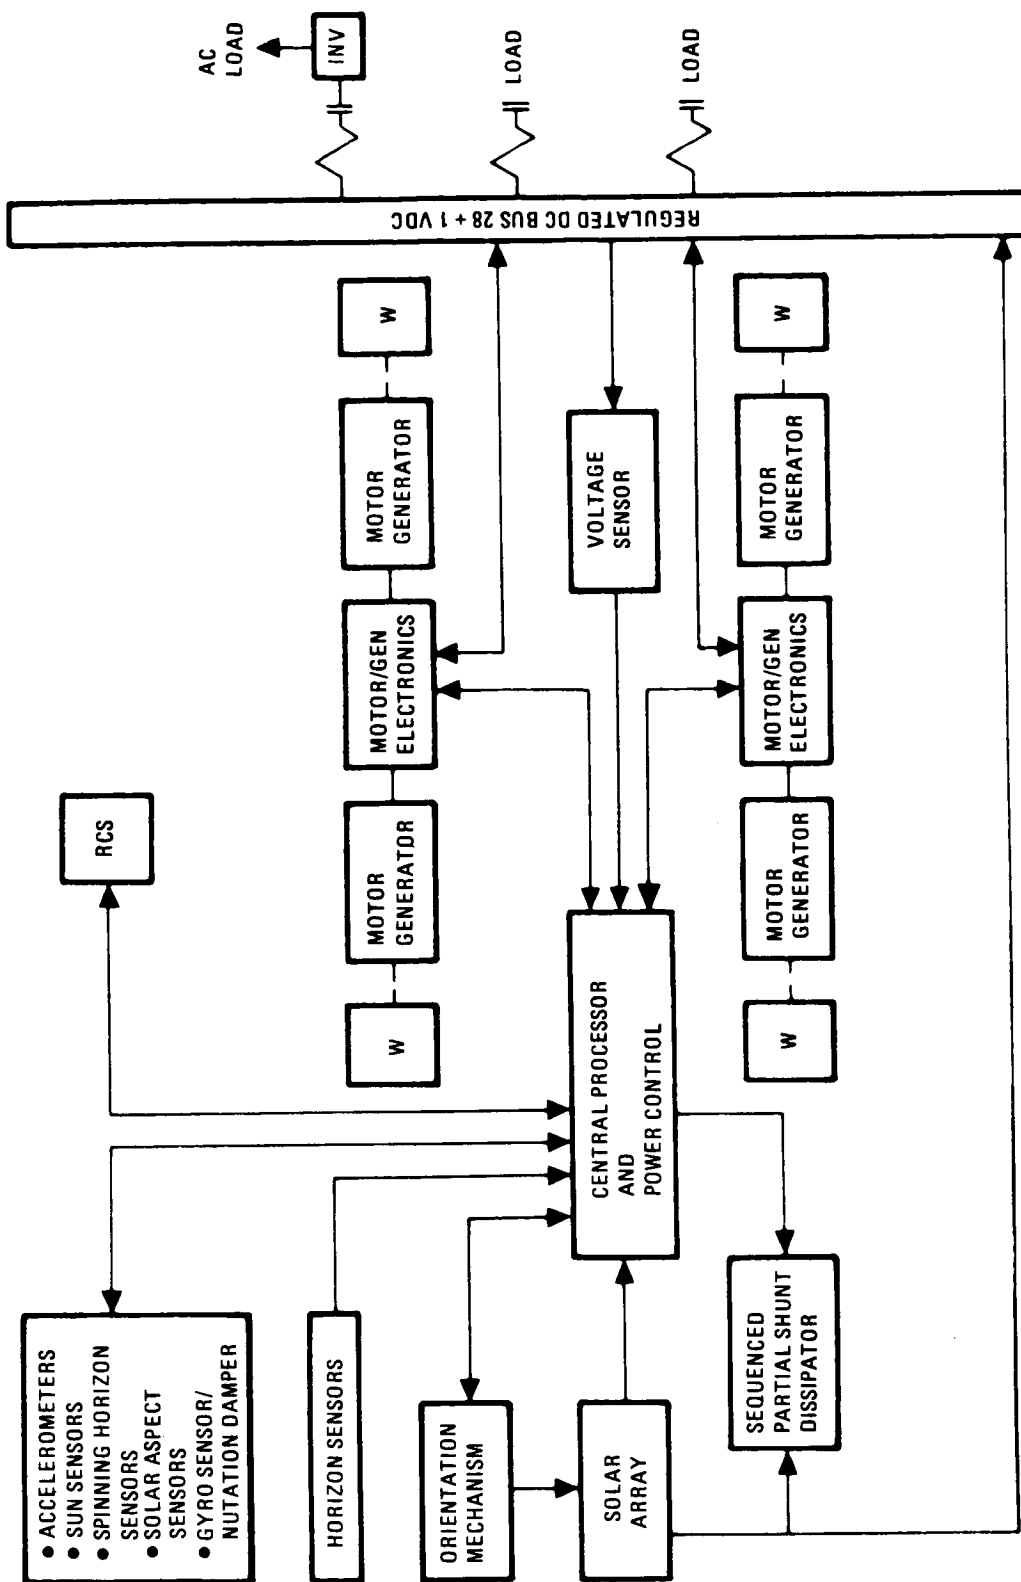 ● ACCELEROMETERS
● SUN SENSORS
● SPINNING HORIZON
SENSORS
● SOLAR ASPECT
SENSORS
● GYRO SENSOR/
NUTATION DAMPER
HORIZON SENSORS
ORIENTATION
MECHANISM
SOLAR
ARRAY
SEQUENCED
PARTIAL SHUNT
DISSIPATOR
RCS
CENTRAL PROCESSOR
AND
POWER CONTROL
W
MOTOR
GENERATOR
MOTOR/GEN
ELECTRONICS
MOTOR
GENERATOR
W
VOLTAGE
SENSOR
W
MOTOR
GENERATOR
MOTOR/GEN
ELECTRONICS
MOTOR
GENERATOR
W
REGULATED DC BUS 28 + 1 VDC
AC
LOAD
INV
LOAD
LOAD